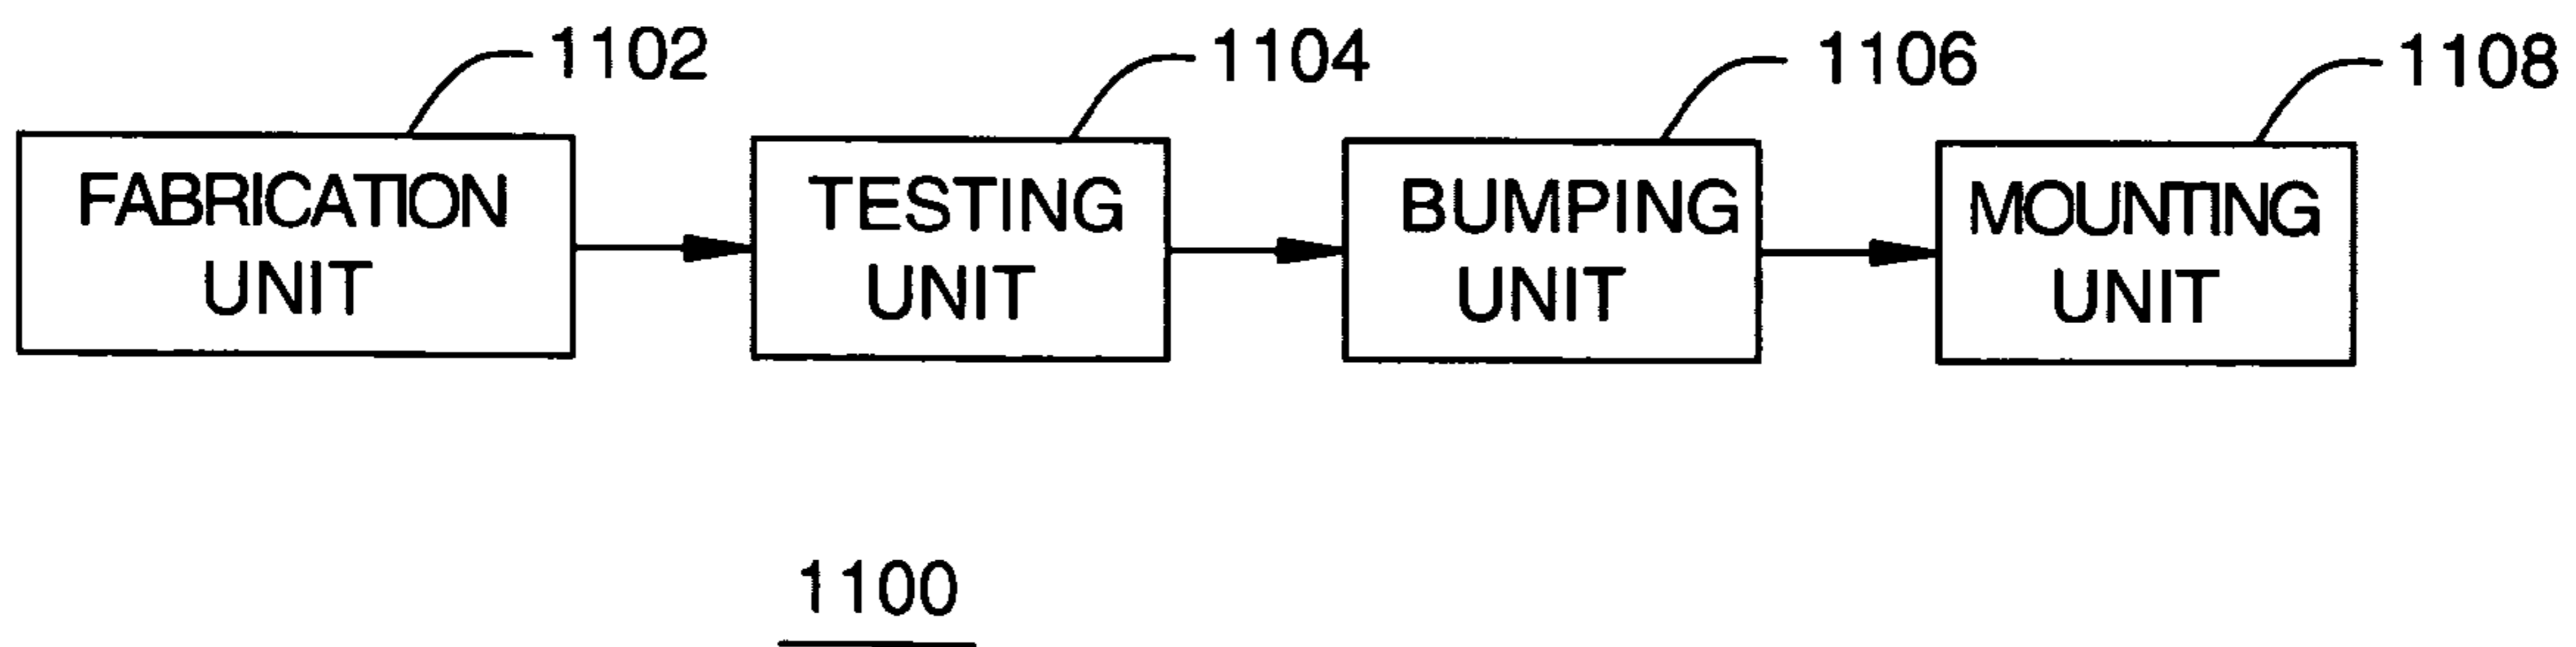 1102
1104
1106
1108
FABRICATION
UNIT
TESTING
UNIT
BUMPING
UNIT
MOUNTING
UNIT
1100